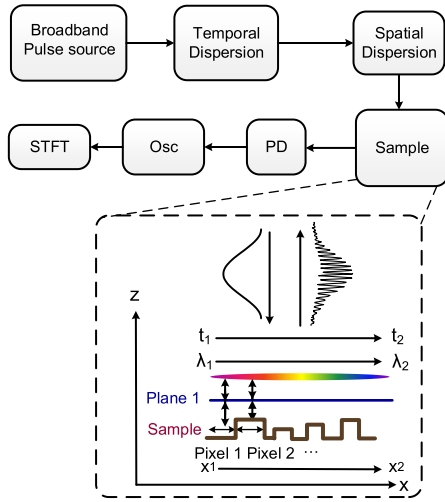 Broadband
Pulse source
Temporal
Dispersion
Spatial
Dispersion
STFT
Osc
PD
Sample
z
t1
t2
λ1
λ2
Plane 1
Sample
Pixel 1 Pixel 2 ...
x1
x2
x